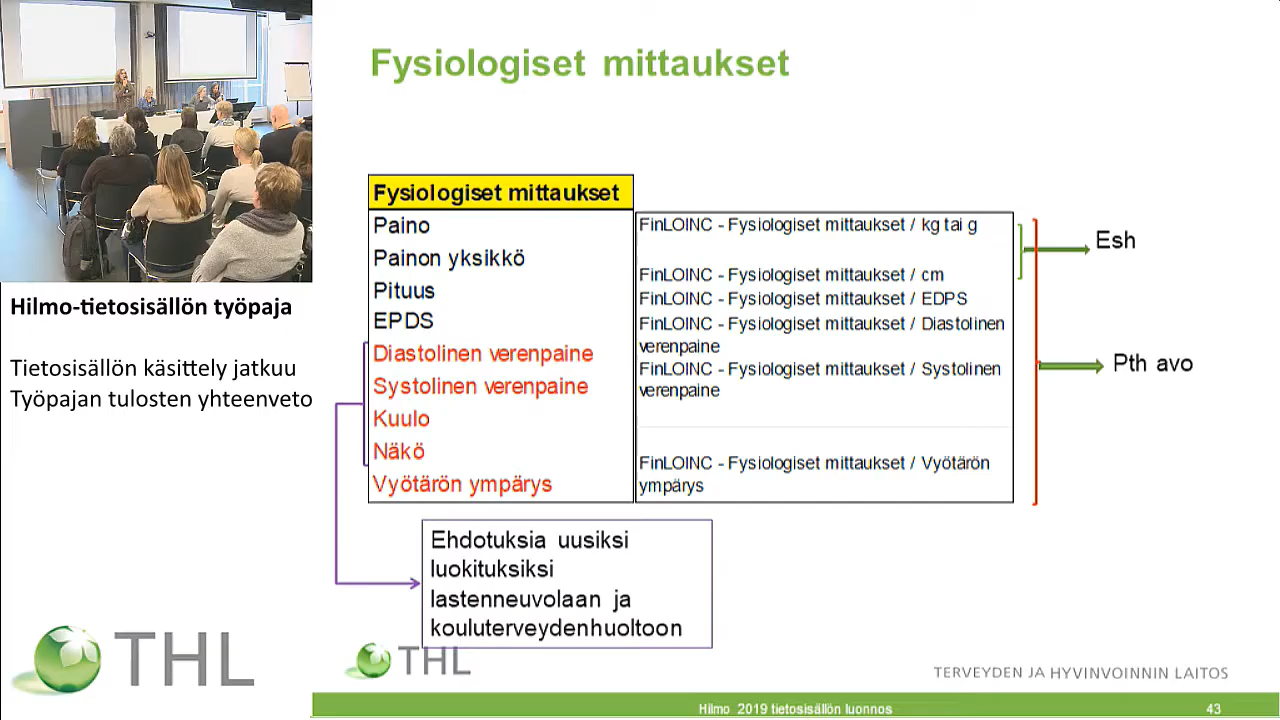 Fysiologiset mittaukset
Fysiologiset mittaukset
Paino
Painon yksikkö
Pituus
EPDS
Diastolinen verenpaine
Systolinen verenpaine
Kuulo
Näkö
Vyötärön ympärys
FinLOINC - Fysiologiset mittaukset / kg tai g
FinLOINC - Fysiologiset mittaukset / cm
FinLOINC - Fysiologiset mittaukset / EDPS
FinLOINC - Fysiologiset mittaukset / Diastolinen
verenpaine
FinLOINC - Fysiologiset mittaukset / Systolinen
verenpaine
FinLOINC - Fysiologiset mittaukset / Vyötärön
ympärys
Esh
Pth avo
Ehdotuksia uusiksi
luokituksiksi
lastenneuvolaan ja
kouluterveydenhuoltoon
Hilmo-tietosisällön työpaja
Tietosisällön käsittely jatkuu
Työpajan tulosten yhteenveto
THL
THL
TERVEYDEN JA HYVINVOINNIN LAITOS
Hilmo 2019 tietosisällön luonnos
43